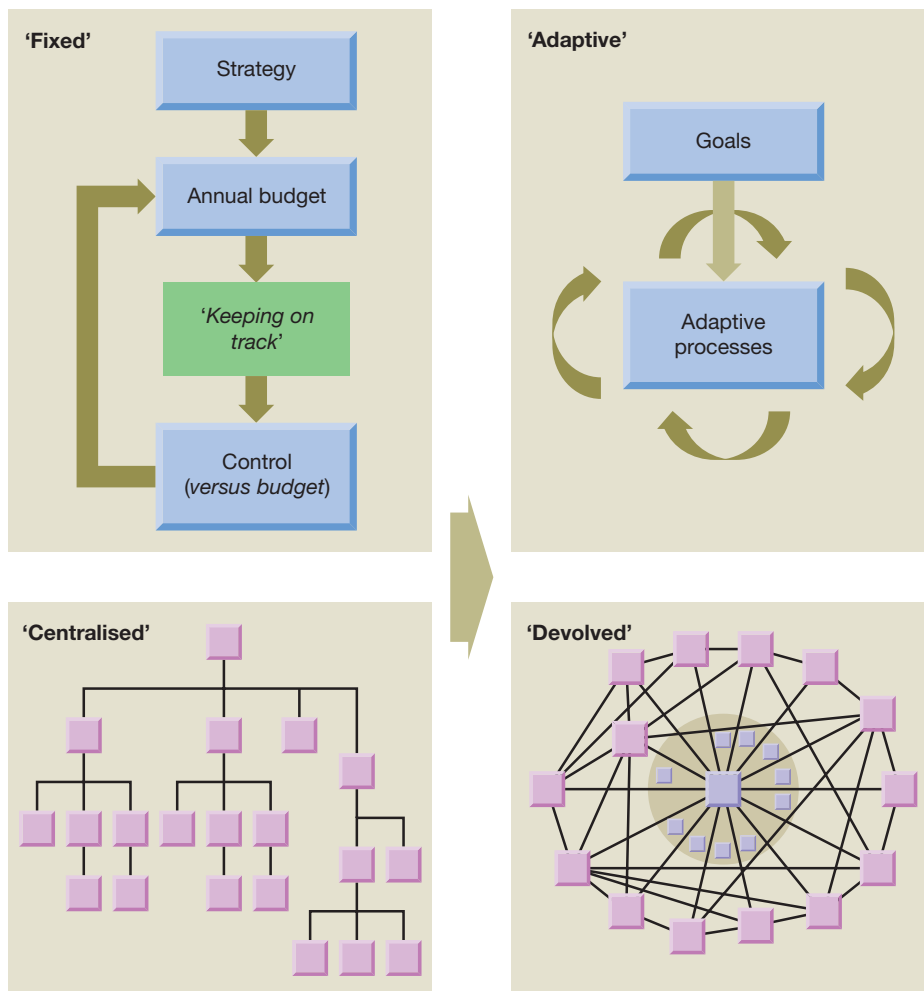 ‘Fixed’
Strategy
Annual budget
‘Keeping on
track’
Control
(versus budget)
‘Adaptive’
Goals
Adaptive
processes
‘Centralised’
‘Devolved’